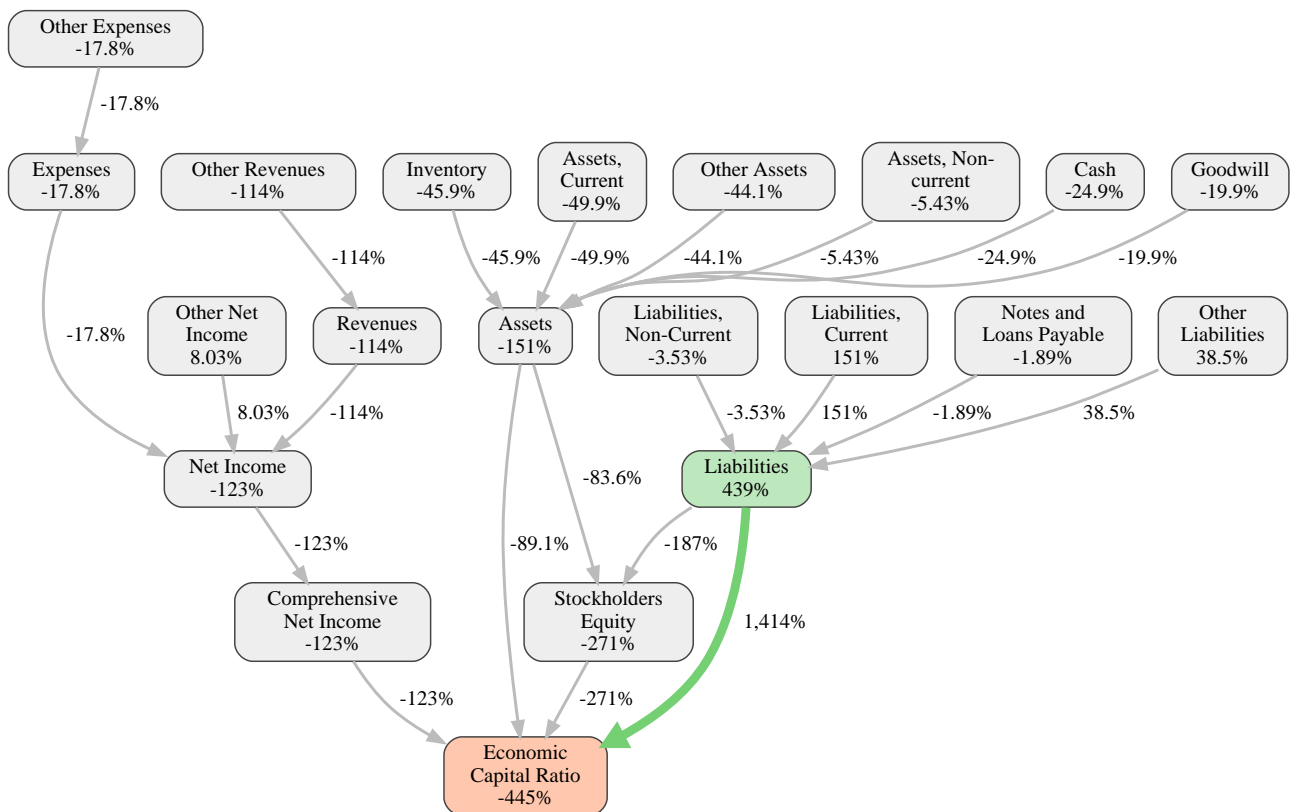 Other Expenses
-17.8%
-17.8%
Expenses
-17.8%
Other Revenues
-114%
Inventory
-45.9%
Assets,
Current
-49.9%
Other Assets
-44.1%
Assets, Non-
current
-5.43%
Cash
-24.9%
Goodwill
-19.9%
-114%
-45.9%
-49.9%
-44.1%
-5.43%
-24.9%
-19.9%
-17.8%
Other Net
Income
8.03%
Revenues
-114%
Assets
-151%
Liabilities,
Non-Current
-3.53%
Liabilities,
Current
151%
Notes and
Loans Payable
-1.89%
Other
Liabilities
38.5%
8.03%
-114%
-3.53%
151%
-1.89%
38.5%
Net Income
-123%
-83.6%
Liabilities
439%
-123%
-89.1%
-187%
Comprehensive
Net Income
-123%
Stockholders
Equity
-271%
1,414%
-123%
-271%
Economic
Capital Ratio
-445%